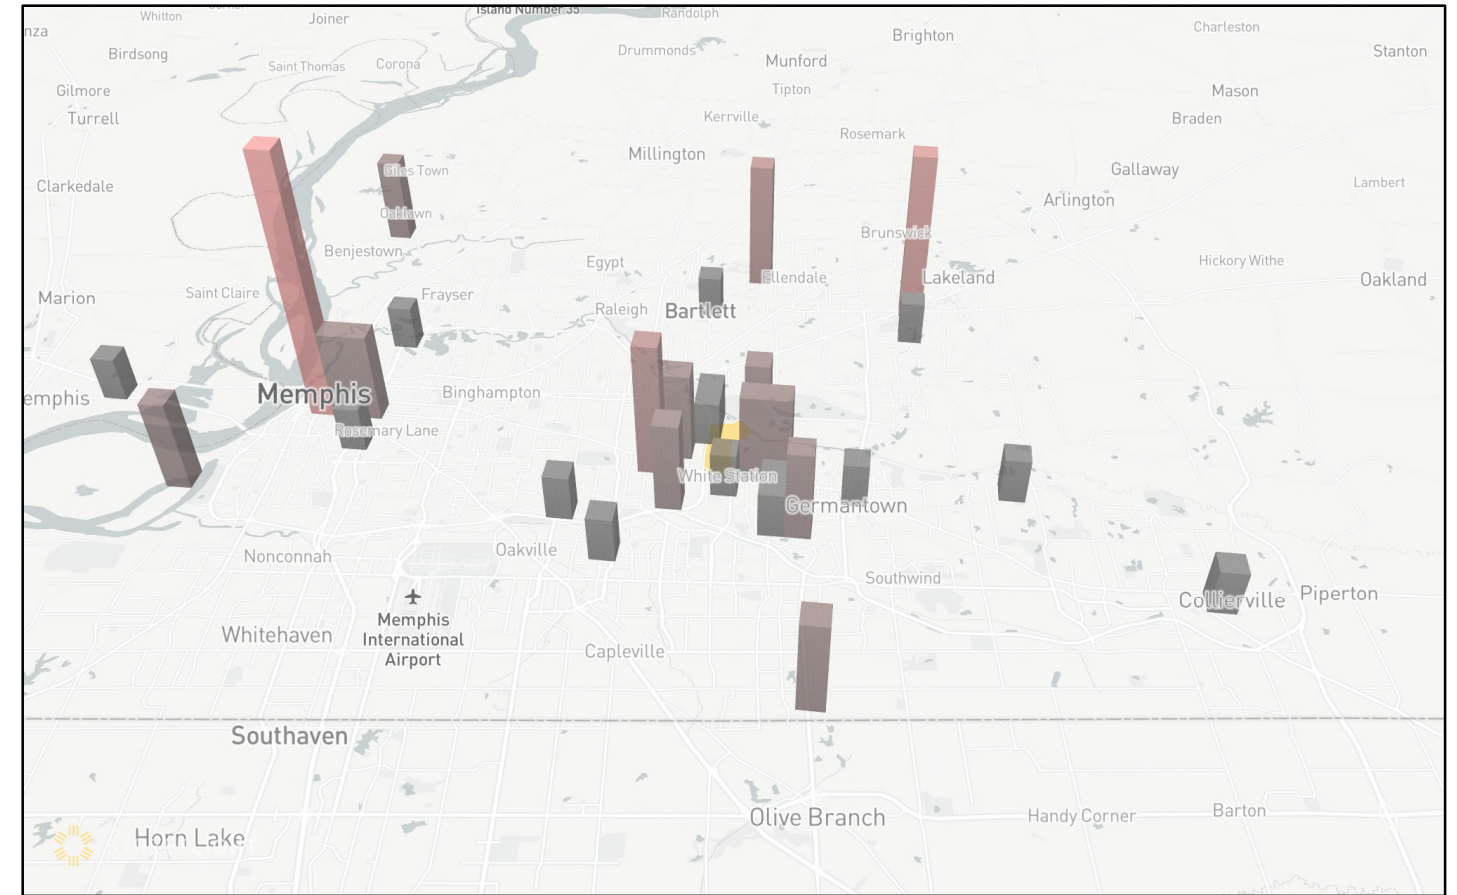 Island Number 35
Randolph
Whitton
Joiner
Charleston
nza
Brighton
Birdsong
Drummonds
Stanton
Saint Thomas
Corona
Munford
Gilmore
Tipton
Mason
Turrell
Kerrville
Braden
Rosemark
Millington
Giles Town
Gallaway
Clarkedale
Lambert
Arlington
Oaklawn
Brunswick
Benjestown
Egypt
Hickory Withe
Ellendale
Lakeland
Oakland
Saint Claire
Frayser
Marion
Raleigh
Bartlett
Memphis
Binghampton
emphis
Rosemary Lane
White Station
Germantown
Nonconnah
Oakville
Southwind
Collierville
Piperton
Memphis
International
Airport
Whitehaven
Capleville
Southaven
Olive Branch
Handy Corner
Barton
Horn Lake